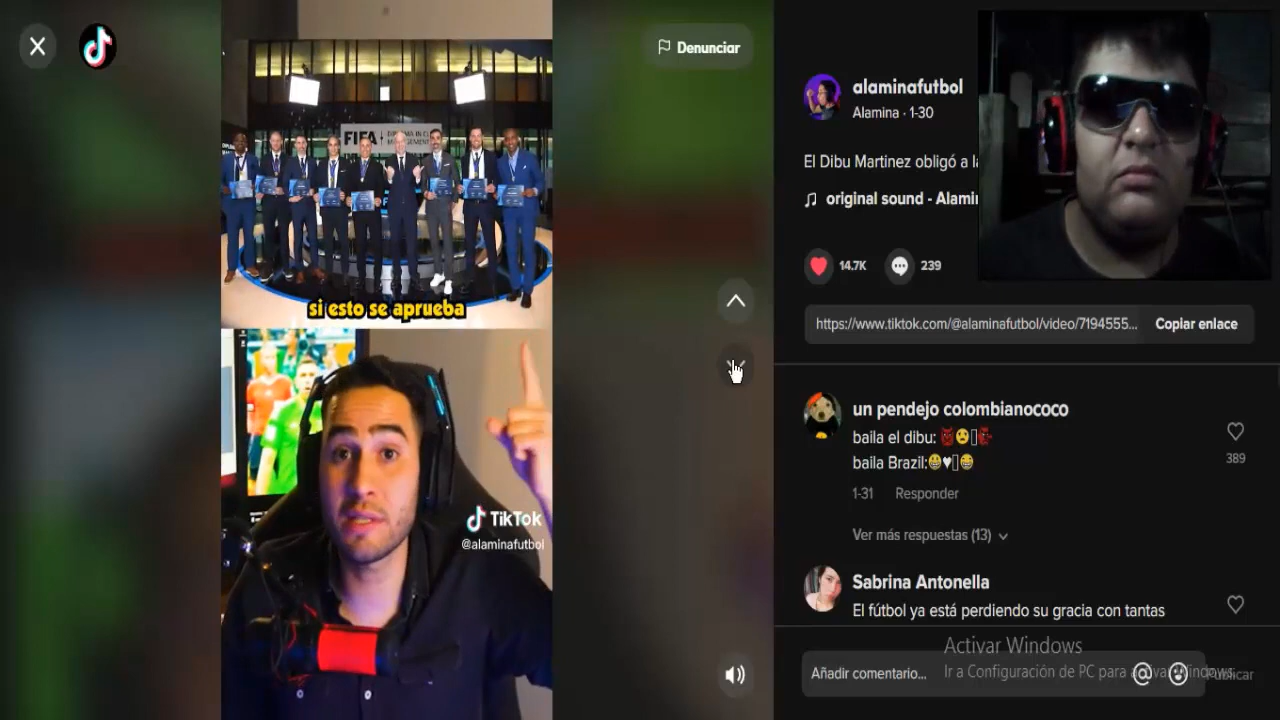 Denunciar
FIFA
si esto se aprueba
TikTok
@alaminafutbol
alaminafutbol
Alamina · 1-30
El Dibu Martinez obligó a
original sound -
14.7K
239
https://www.tiktok.com/@alaminafutbol/video/7194555...
Copiar enlace
un pendejo colombianococo
baila el dibu:
baila Brazil:
389
1-31 Responder
Ver más respuestas (13)
Sabrina Antonella
El fútbol ya está perdiendo su gracia con tantas
Activar Windows
Ir a Configuración de PC para activar Windows.
Añadir comentario...
Publicar